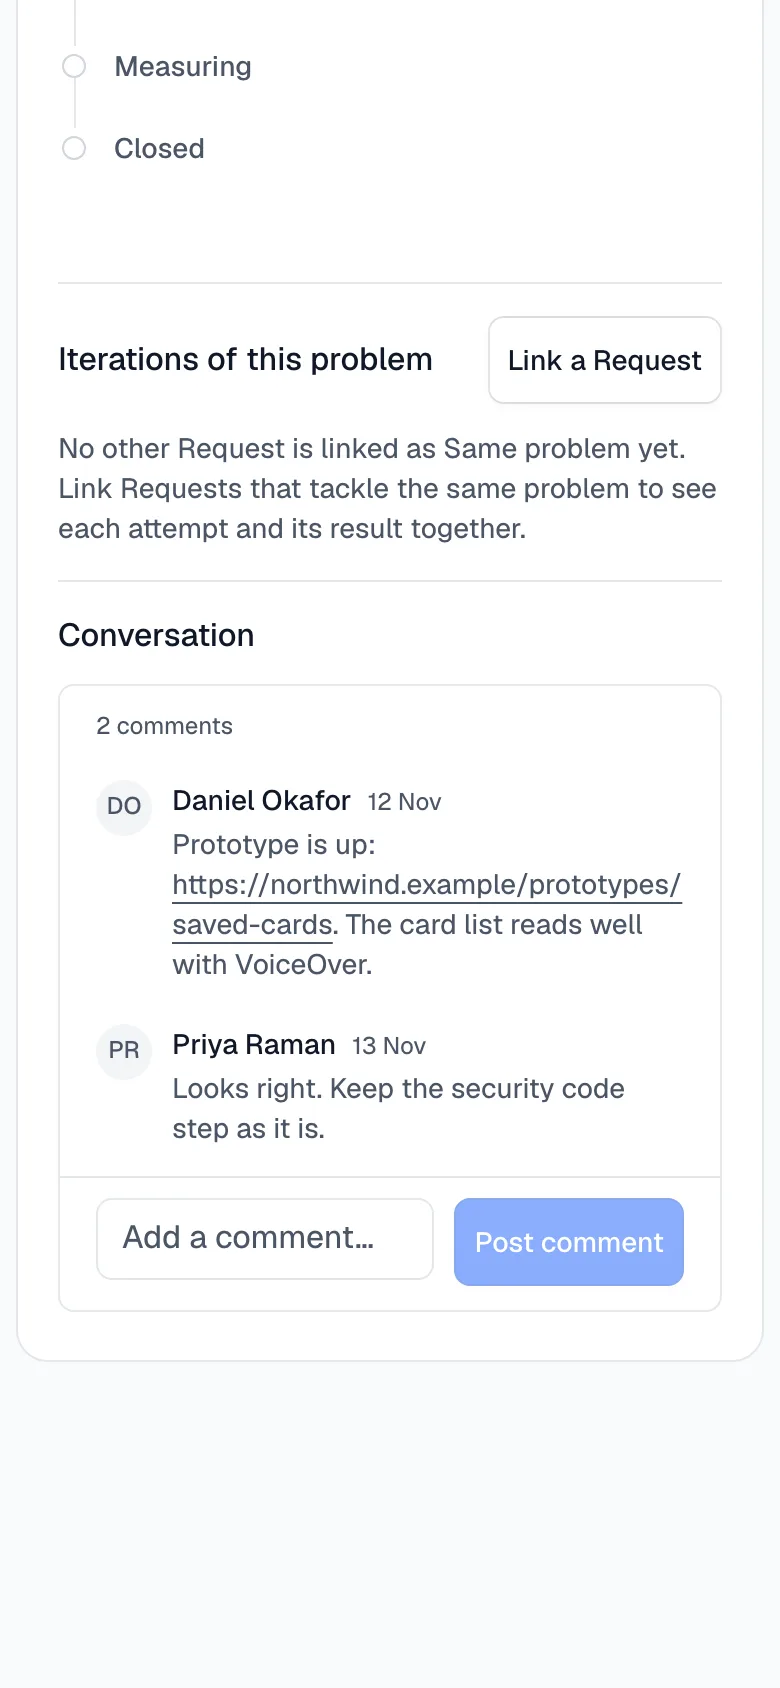 Measuring
Closed
Iterations of this problem
Link a Request
No other Request is linked as Same problem yet.
Link Requests that tackle the same problem to see
each attempt and its result together.
Conversation
2 comments
DO
Daniel Okafor 12 Nov
Prototype is up:
https://northwind.example/prototypes/
saved-cards. The card list reads well
with VoiceOver.
PR
Priya Raman 13 Nov
Looks right. Keep the security code
step as it is.
Add a comment…
Post comment